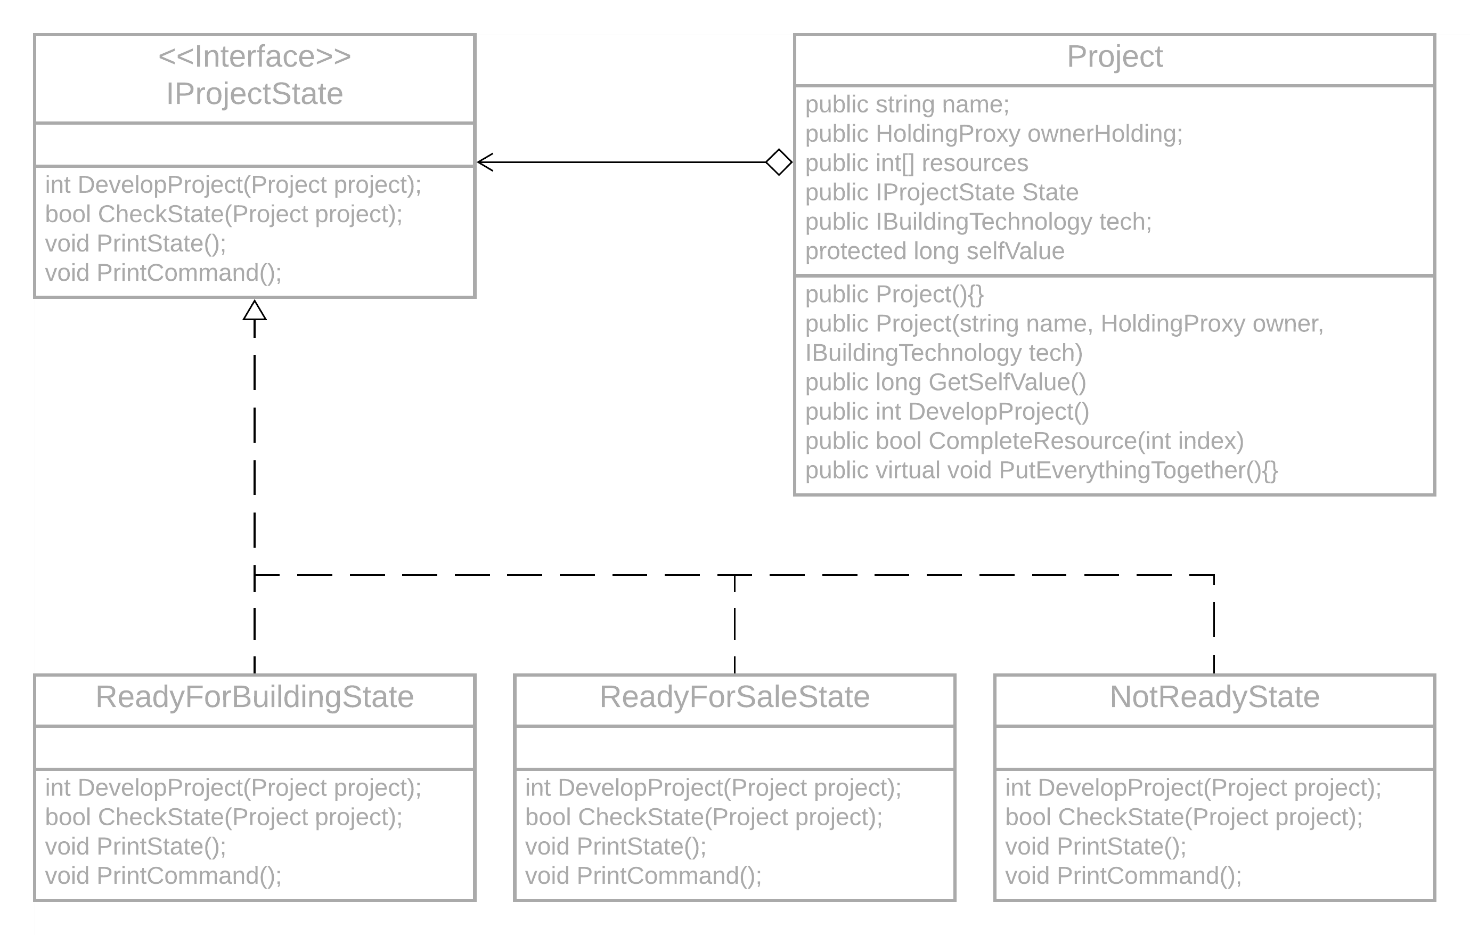 <<Interface>>
IProjectState
int DevelopProject(Project project);
bool CheckState(Project project);
void PrintState();
void PrintCommand();
Project
public string name;
public HoldingProxy ownerHolding;
public int[] resources
public IProjectState State
public IBuildingTechnology tech;
protected long selfValue
public Project(){}
public Project(string name, HoldingProxy owner,
IBuildingTechnology tech)
public long GetSelfValue()
public int DevelopProject()
public bool CompleteResource(int index)
public virtual void PutEverythingTogether(){}
ReadyForBuildingState
int DevelopProject(Project project);
bool CheckState(Project project);
void PrintState();
void PrintCommand();
ReadyForSaleState
int DevelopProject(Project project);
bool CheckState(Project project);
void PrintState();
void PrintCommand();
NotReadyState
int DevelopProject(Project project);
bool CheckState(Project project);
void PrintState();
void PrintCommand();